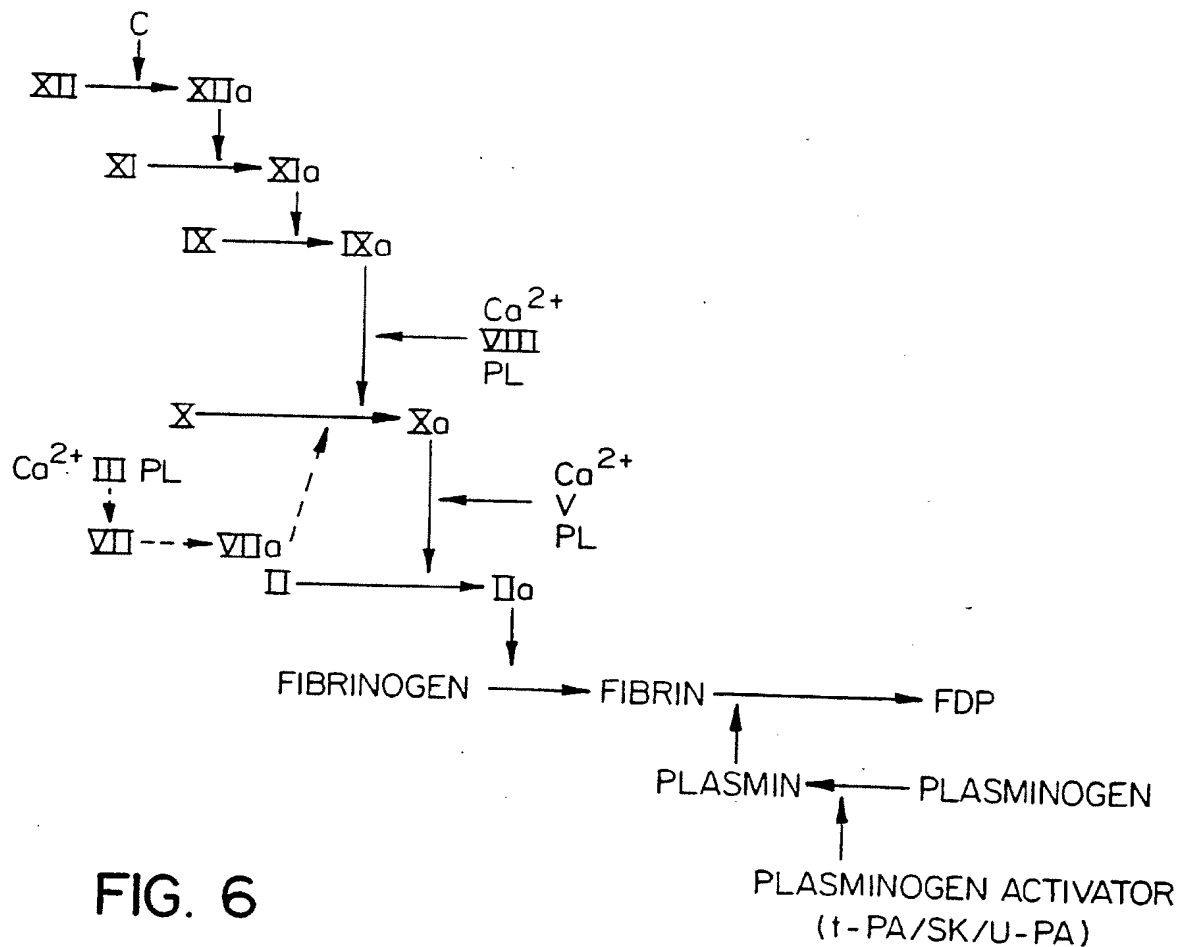 C
XII XIIa
XI XIa
IX IXa
Ca2+
VIII
PL
X Xa
Ca2+ III PL
Ca2+
V
PL
VII VIIa
II IIa
FIBRINOGEN FIBRIN FDP
PLASMIN PLASMINOGEN
PLASMINOGEN ACTIVATOR
(t-PA/SK/U-PA)
FIG. 6